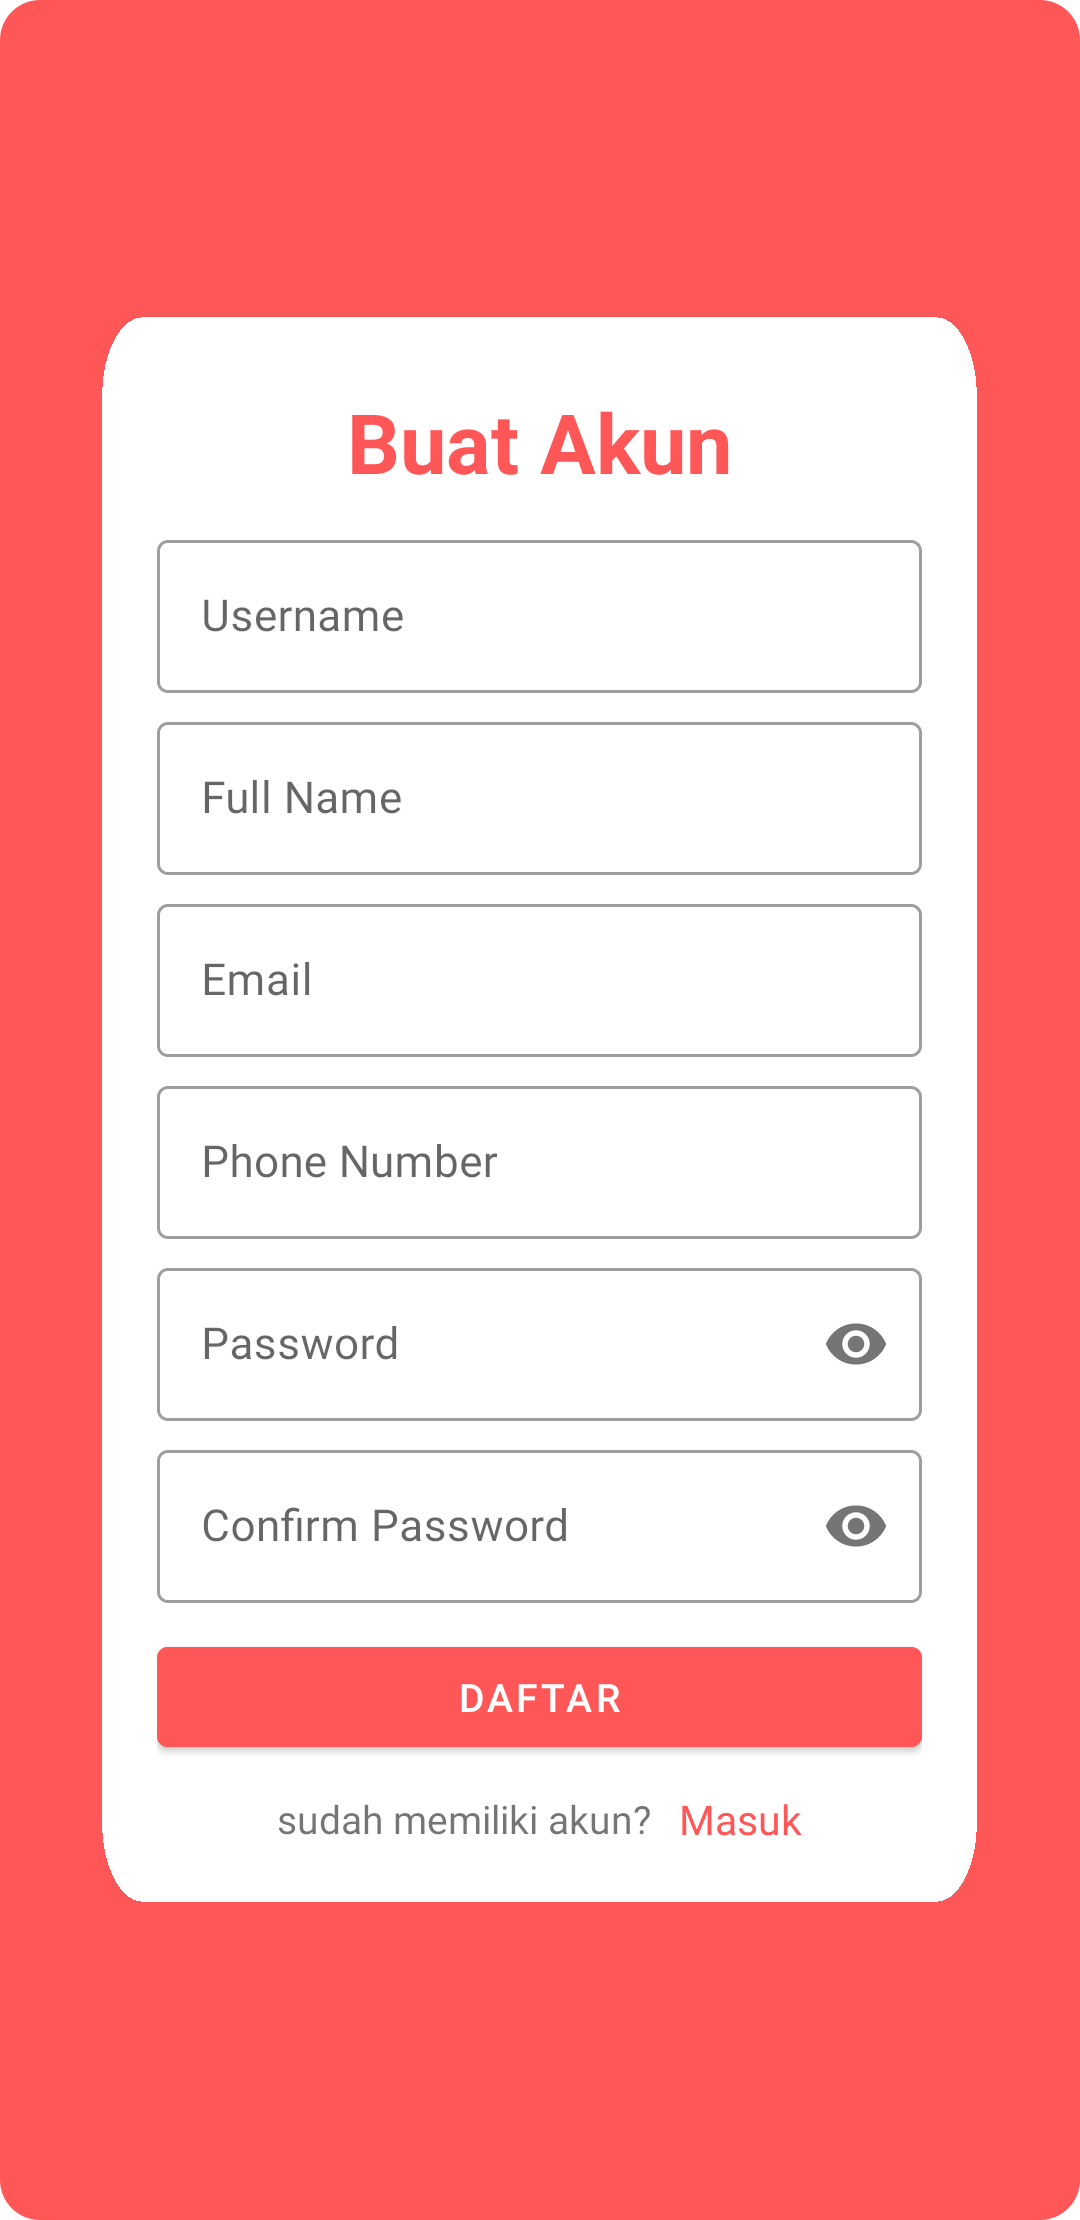 Buat Akun
Username
Full Name
Email
Phone Number
Password
Confirm Password
DAFTAR
sudah memiliki akun? Masuk